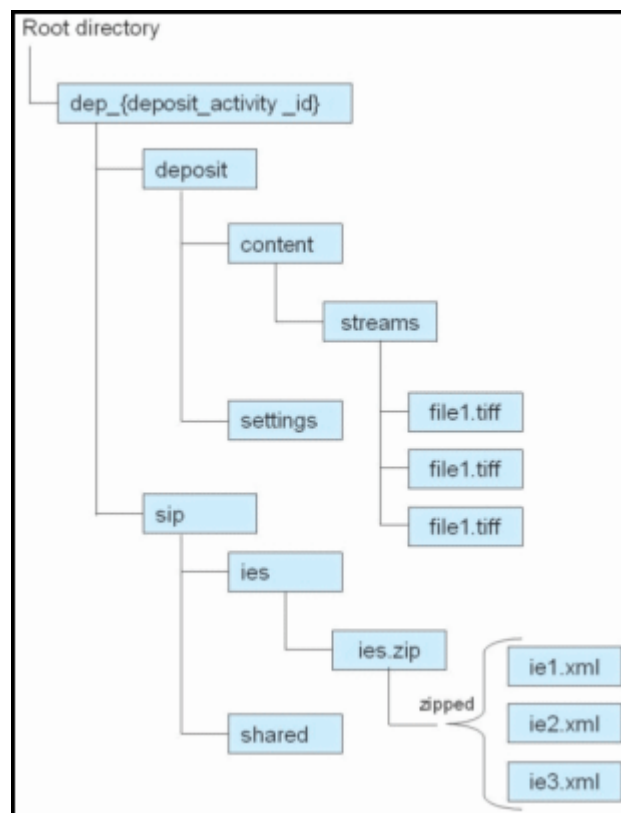 Root directory
dep_{deposit_activity _id}
deposit
content
streams
file1.tiff
settings
file1.tiff
file1.tiff
sip
ies
ies.zip
zipped
ie1.xml
ie2.xml
shared
ie3.xml